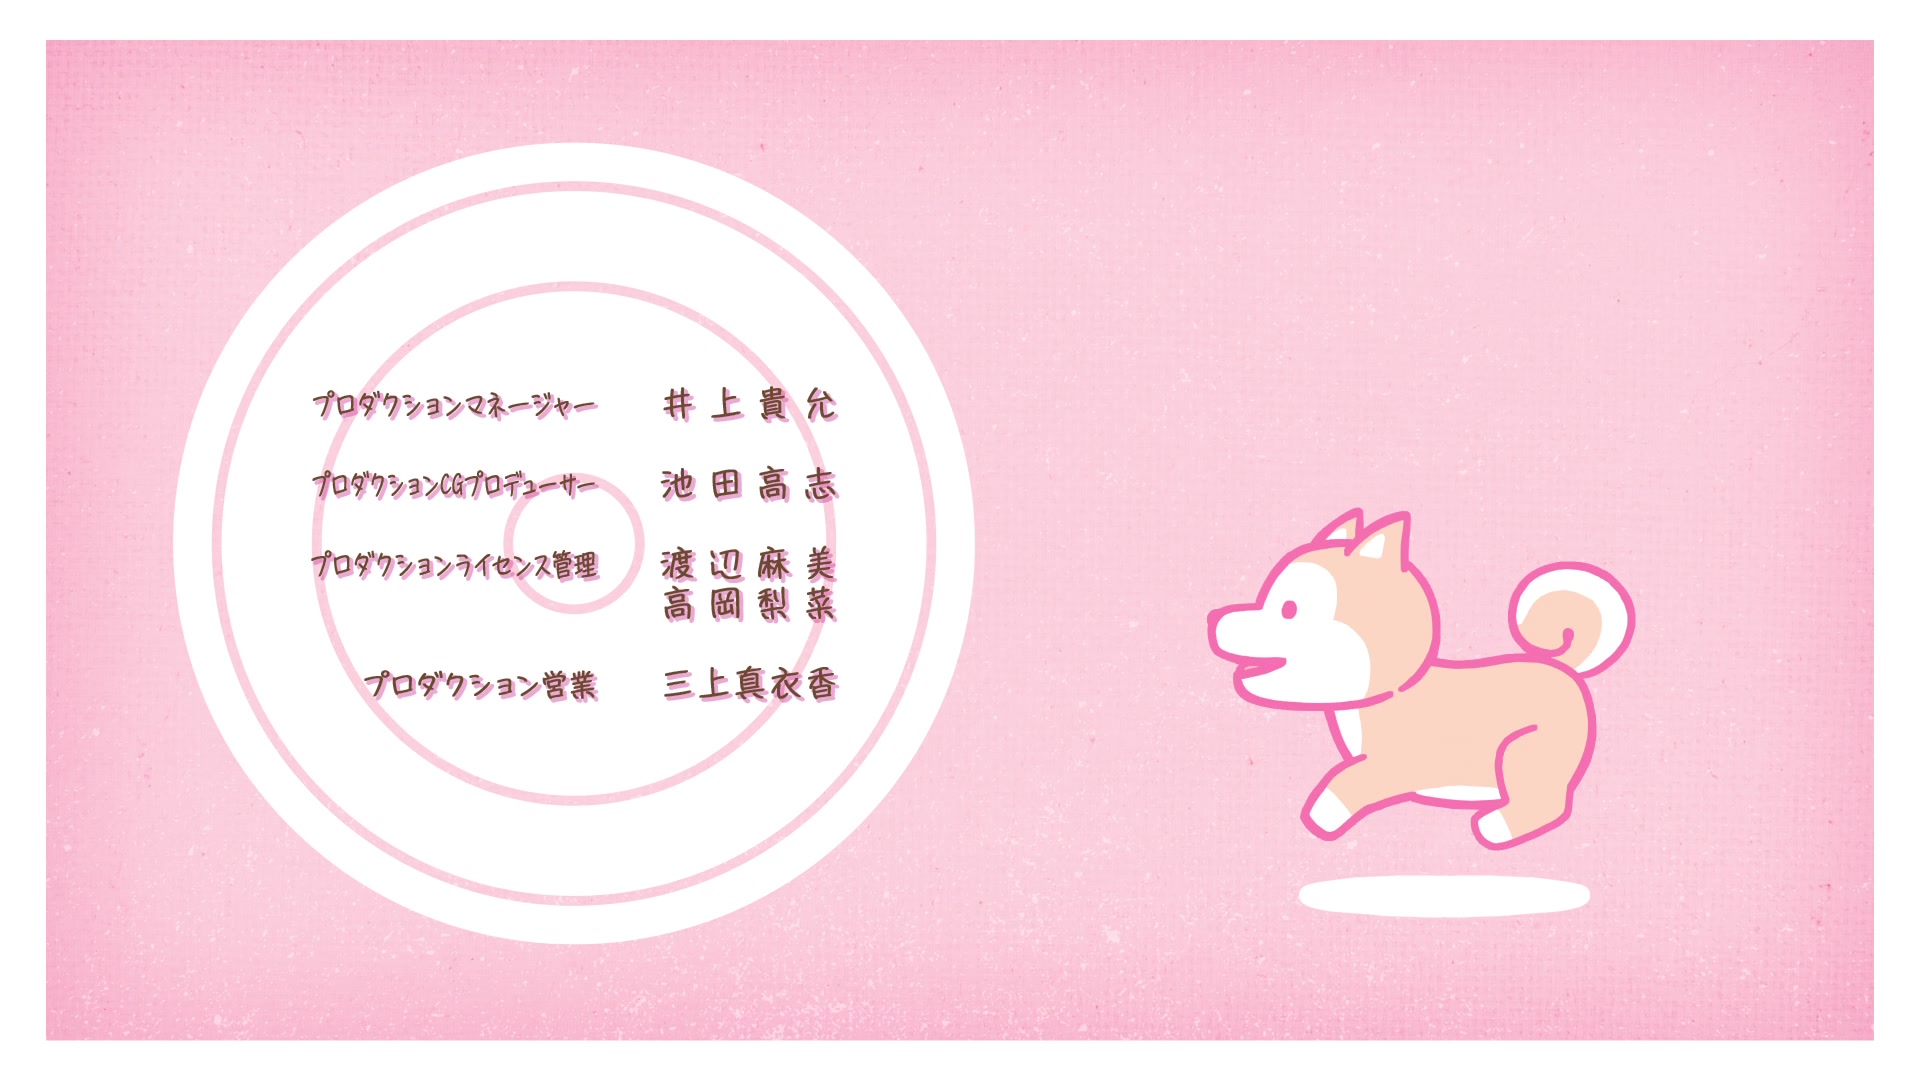 プロダクションマネージャー 井上貴允
プロダクションCGプロデューサー 池田高志
プロダクションライセンス管理 渡辺麻美
高岡梨菜
プロダクション営業 三上真衣香